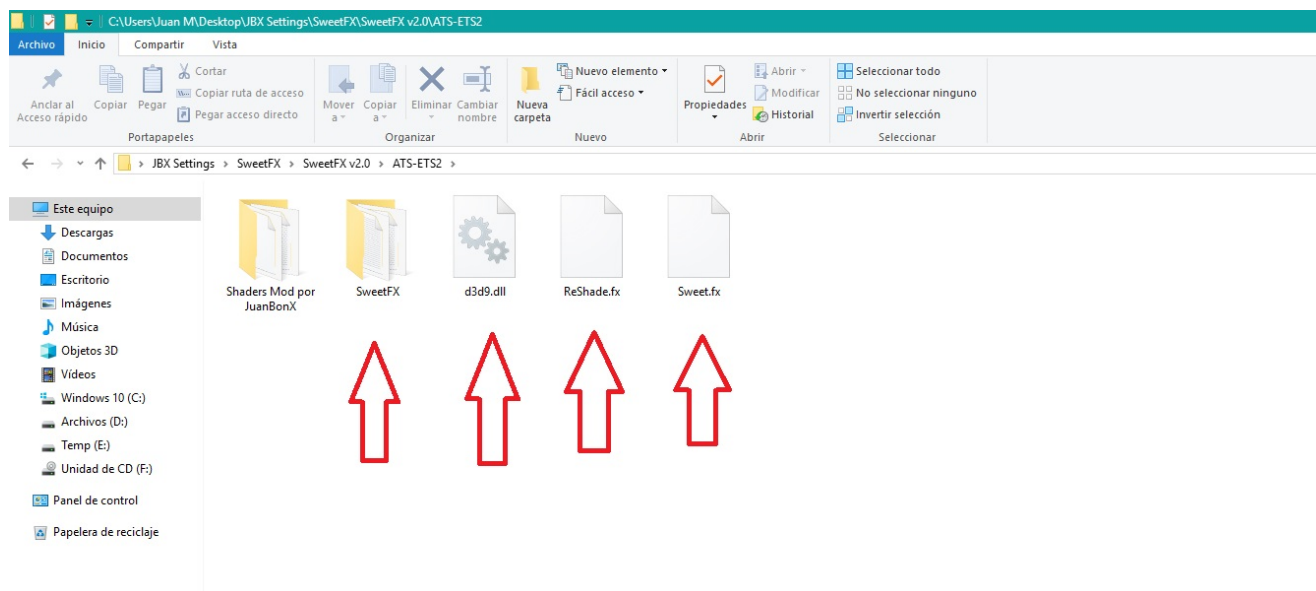 C:\Users\Juan M\Desktop\JBX Settings\SweetFX\SweetFX v2.0\ATS-ETS2
Archivo Inicio Compartir Vista
Anclar al
Acceso rápido
Copiar
Pegar
Cortar
Copiar ruta de acceso
Pegar acceso directo
Portapapeles
Mover
a
Copiar
a
Eliminar
Cambiar
nombre
Organizar
Nueva
carpeta
Nuevo elemento
Fácil acceso
Nuevo
Propiedades
Abrir
Modificar
Historial
Abrir
Seleccionar todo
No seleccionar ninguno
Invertir selección
Seleccionar
JBX Settings > SweetFX > SweetFX v2.0 > ATS-ETS2 >
Este equipo
Descargas
Documentos
Escritorio
Imágenes
Música
Objetos 3D
Vídeos
Windows 10 (C:)
Archivos (D:)
Temp (E:)
Unidad de CD (F:)
Panel de control
Papelera de reciclaje
Shaders Mod por
JuanBonX
SweetFX
d3d9.dll
ReShade.fx
Sweet.fx